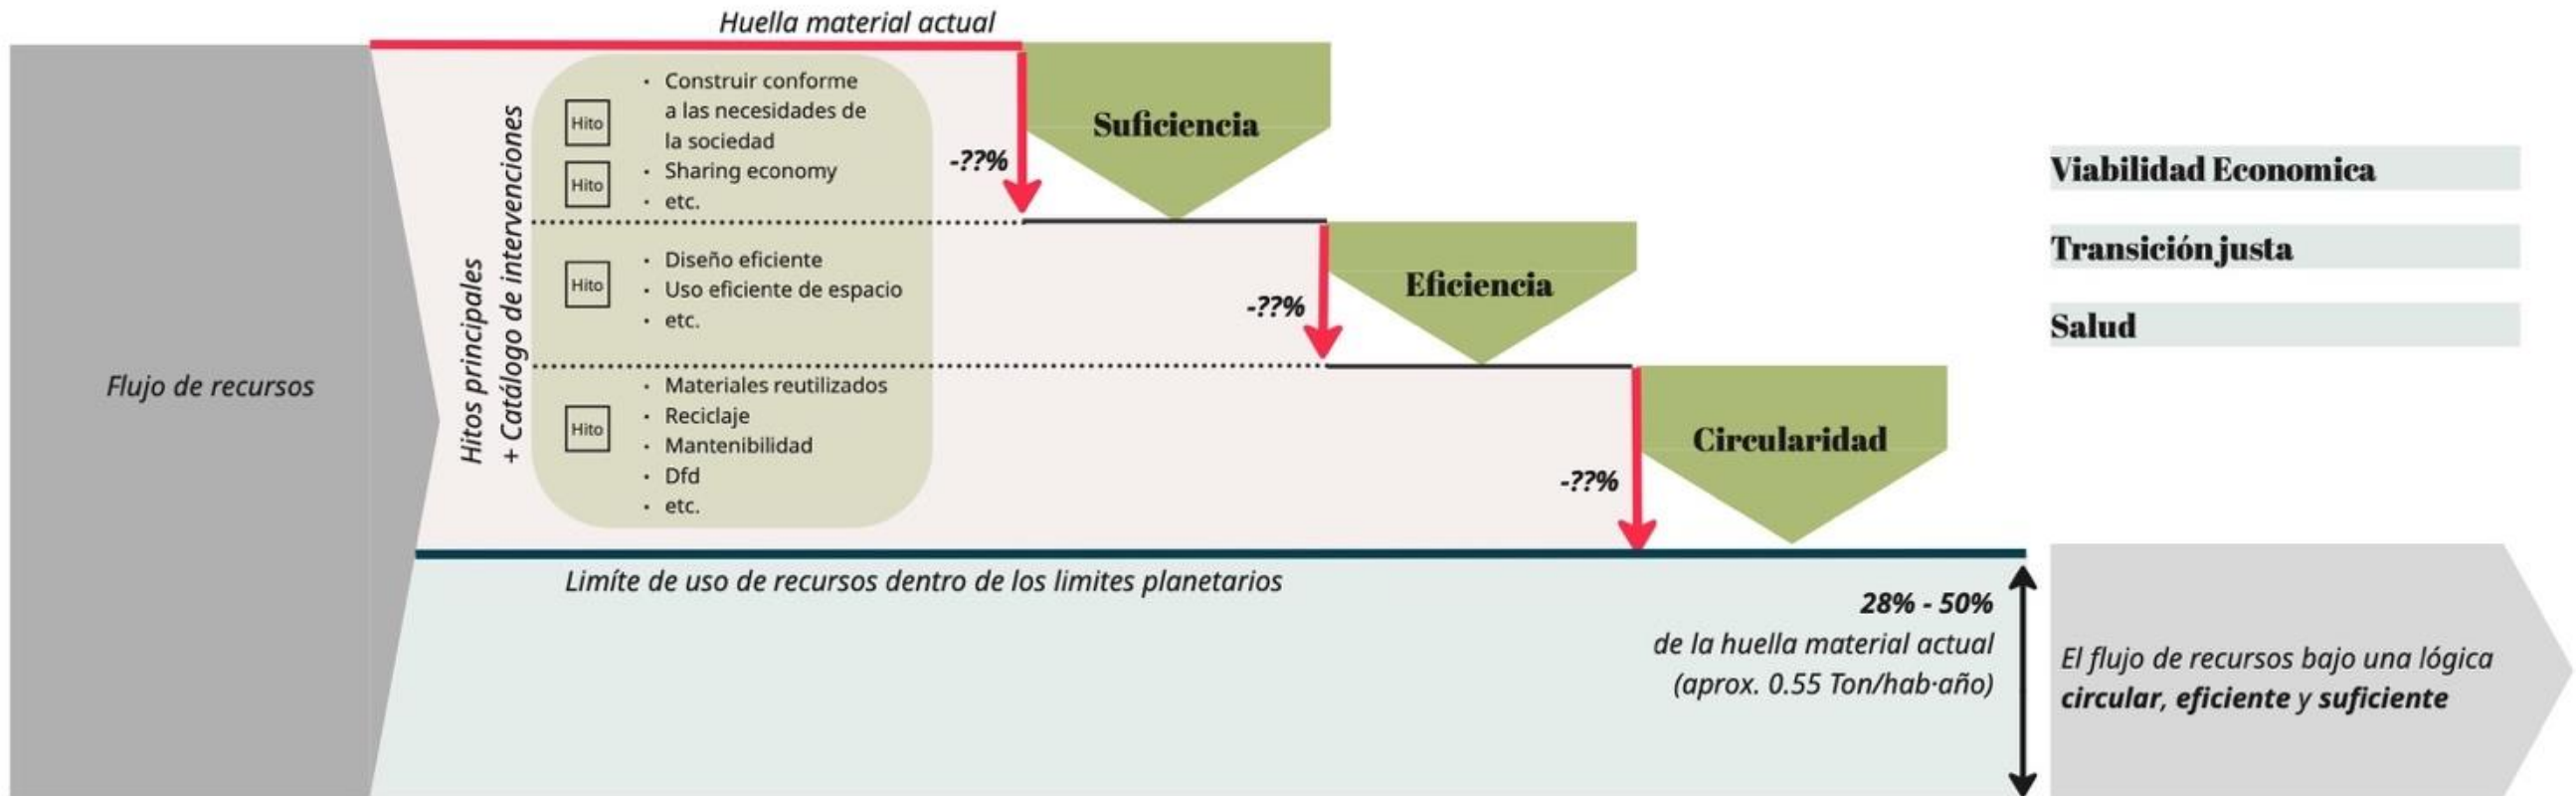 Huella material actual
Flujo de recursos
Hitos principales
+ Catálogo de intervenciones
Hito
Hito
• Construir conforme
a las necesidades de
la sociedad
• Sharing economy
• etc.
-??%
Suficiencia
Hito
• Diseño eficiente
• Uso eficiente de espacio
• etc.
-??%
Eficiencia
Hito
• Materiales reutilizados
• Reciclaje
• Mantenibilidad
• Dfd
• etc.
-??%
Circularidad
Viabilidad Economica
Transición justa
Salud
Limíte de uso de recursos dentro de los limites planetarios
28% - 50%
de la huella material actual
(aprox. 0.55 Ton/hab·año)
El flujo de recursos bajo una lógica
circular, eficiente y suficiente